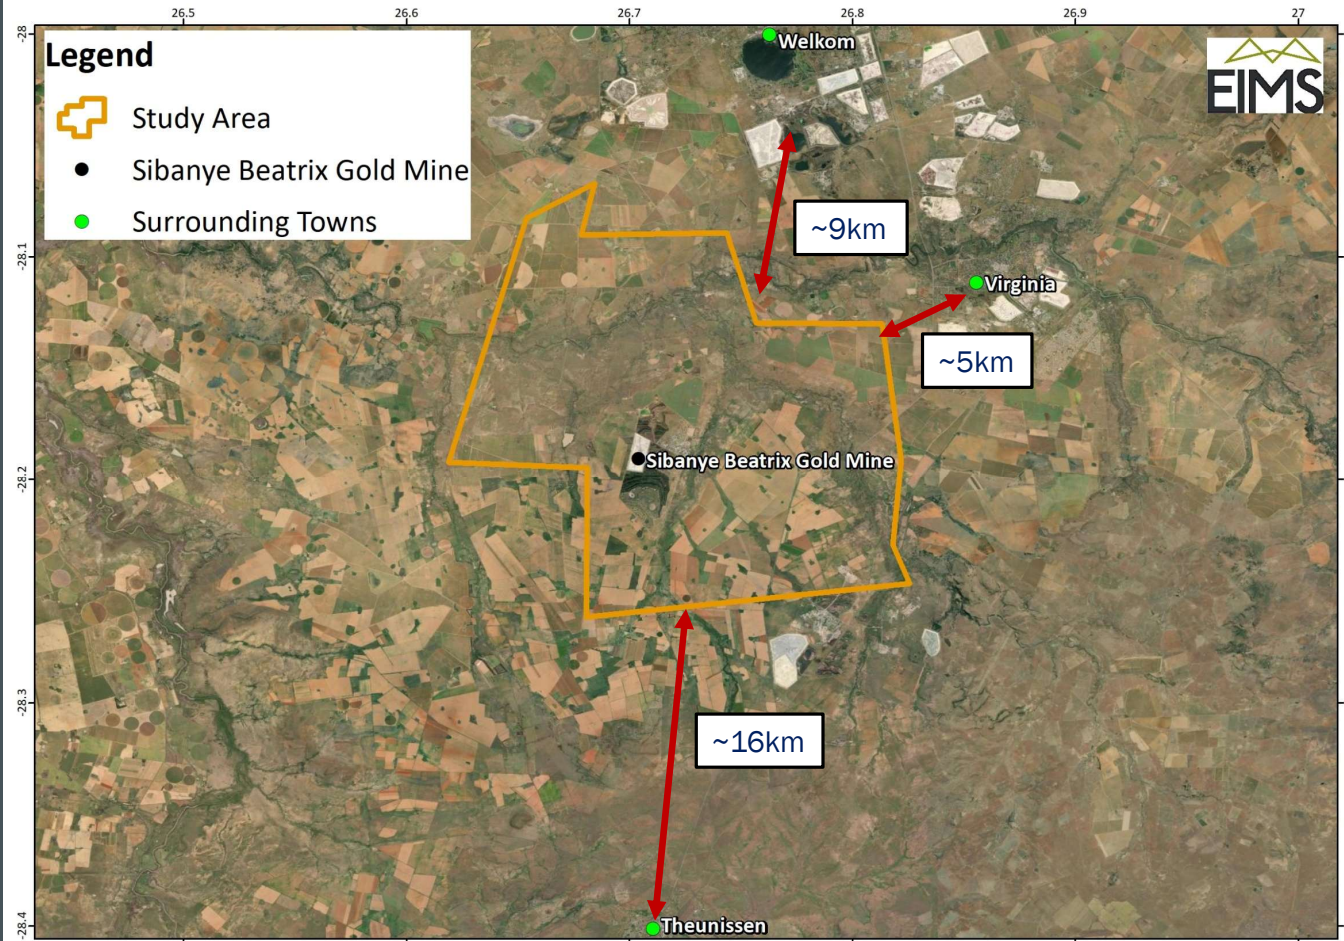 26.5 26.6 26.7 26.8 26.9 27
-28
-28.1
-28.2
-28.3
-28.4
Legend
Study Area
Sibanye Beatrix Gold Mine
Surrounding Towns
EIMS
Welkom
~9km
Virginia
~5km
Sibanye Beatrix Gold Mine
~16km
Theunissen